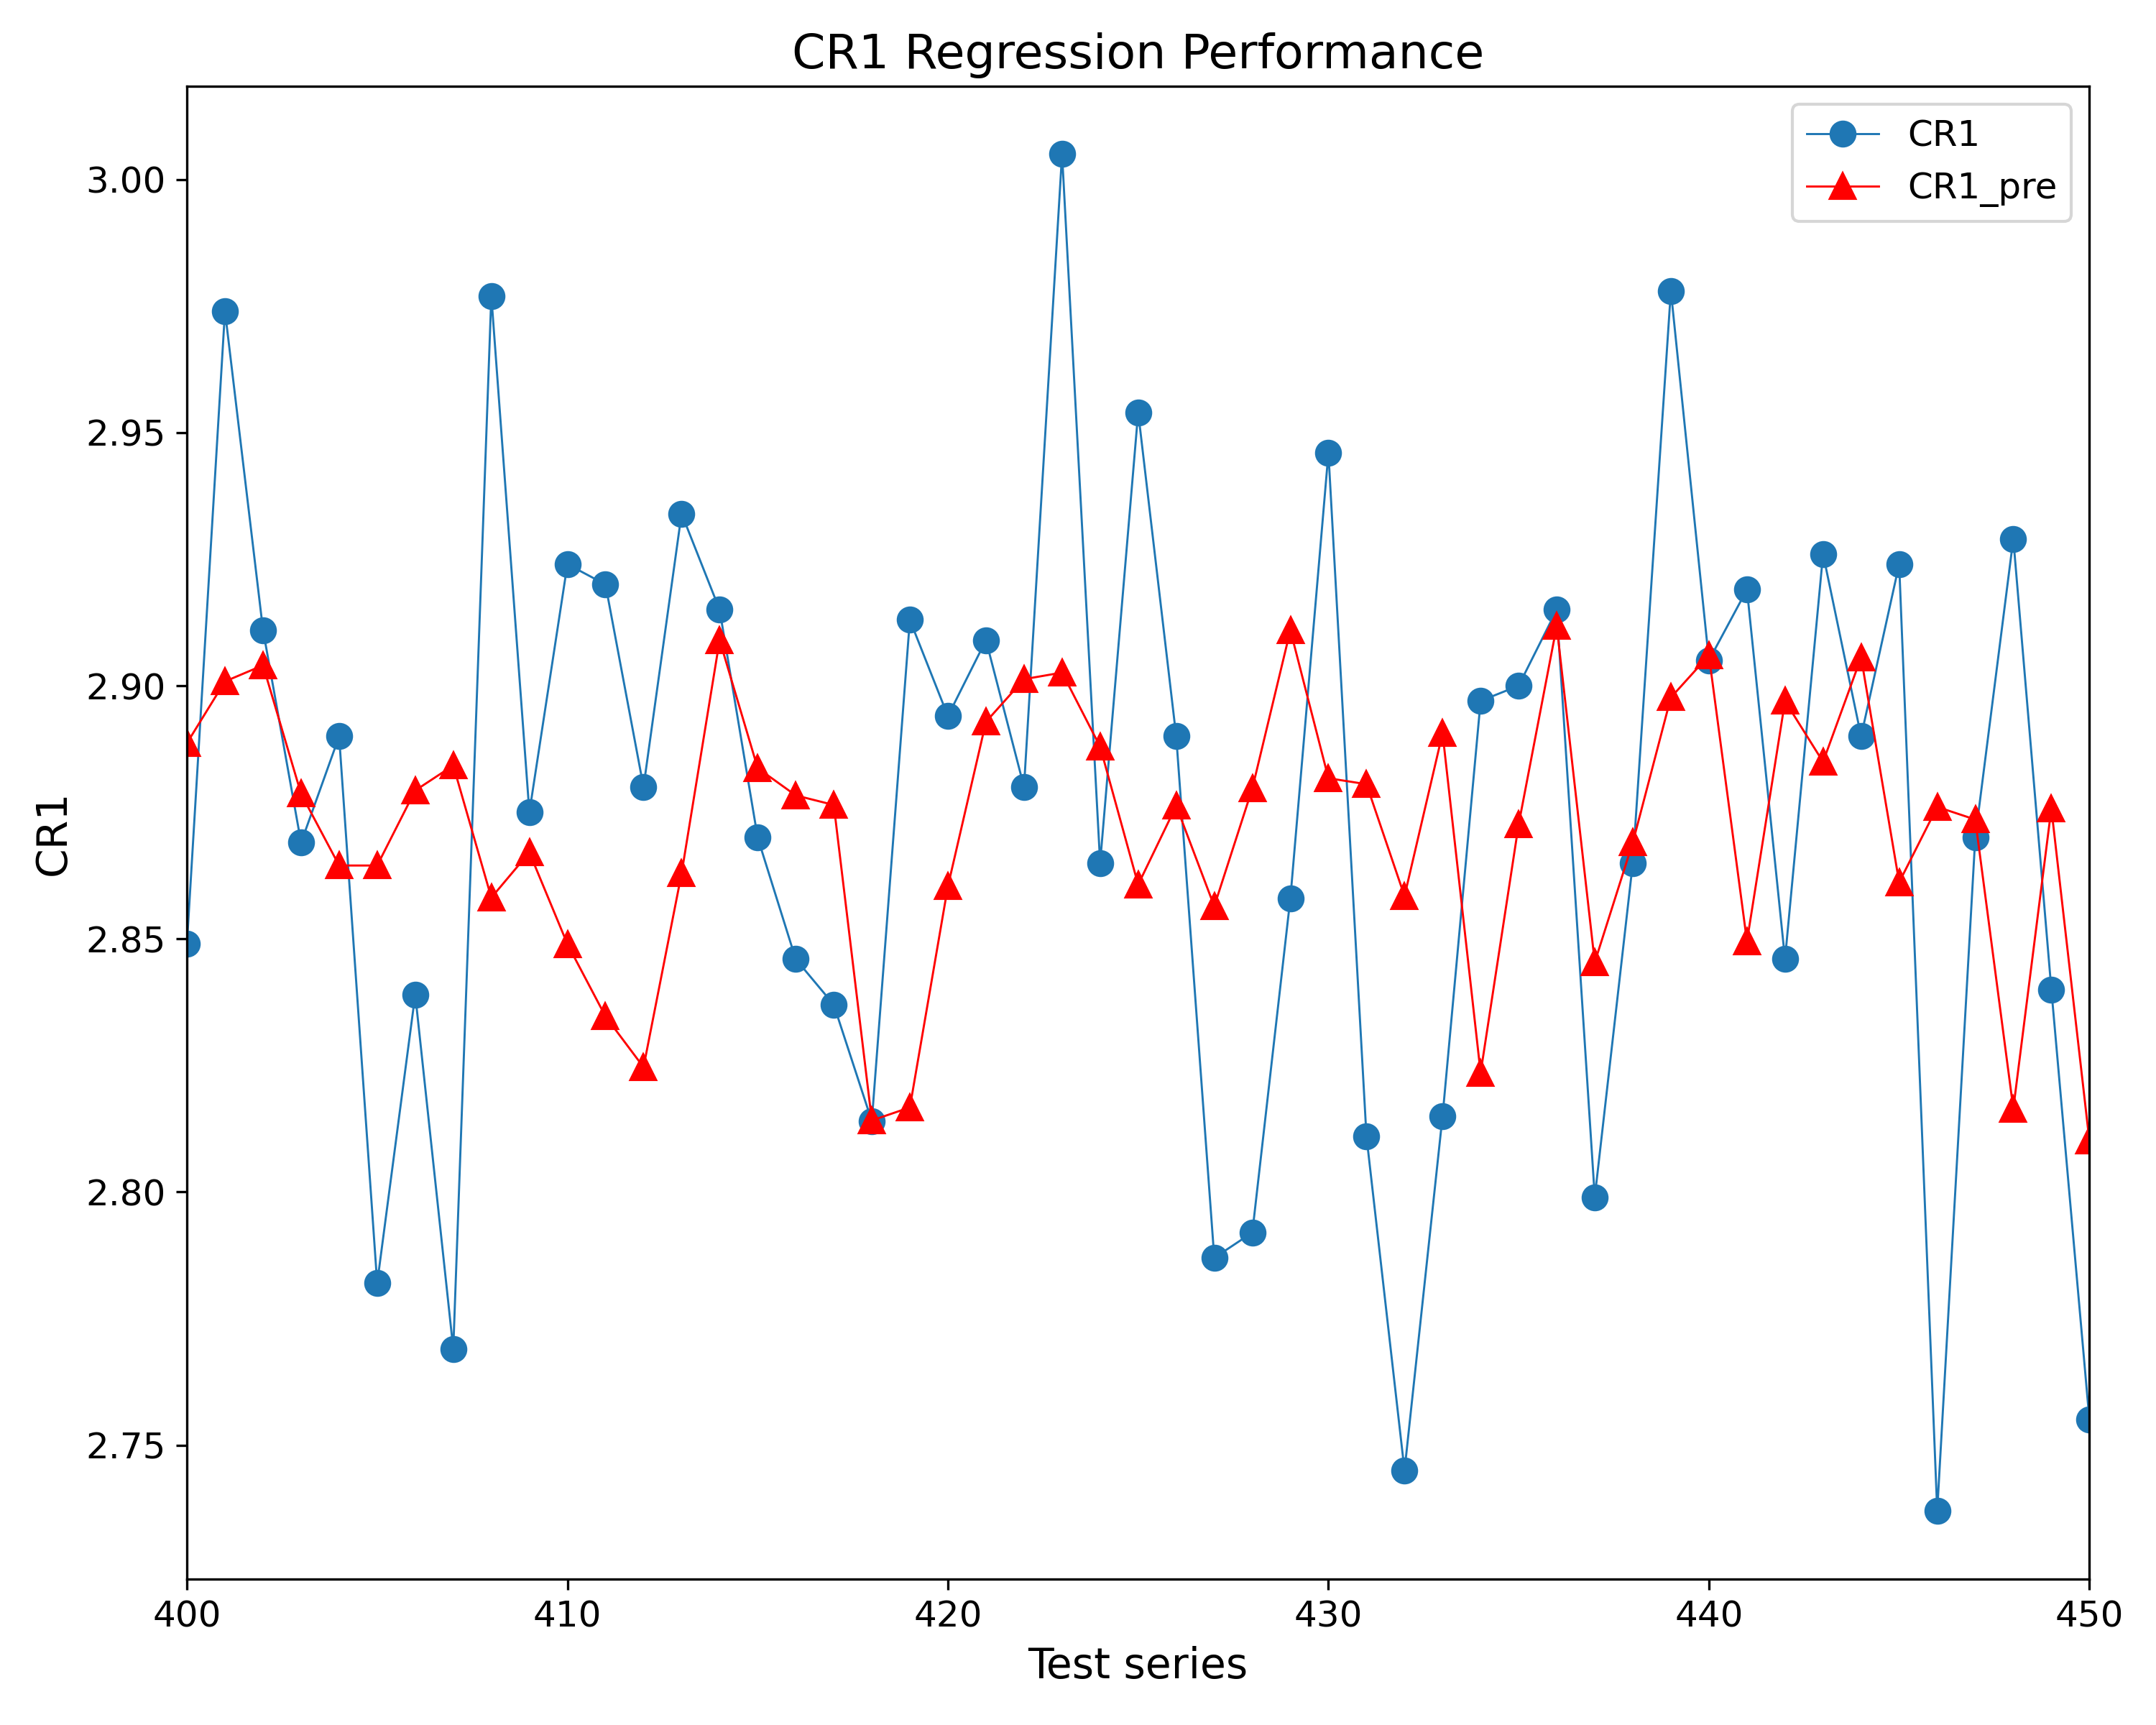 CR1 Regression Performance
CR1
CR1_pre
3.00
2.95
2.90
2.85
2.80
2.75
CR1
400 410 420 430 440 450
Test series